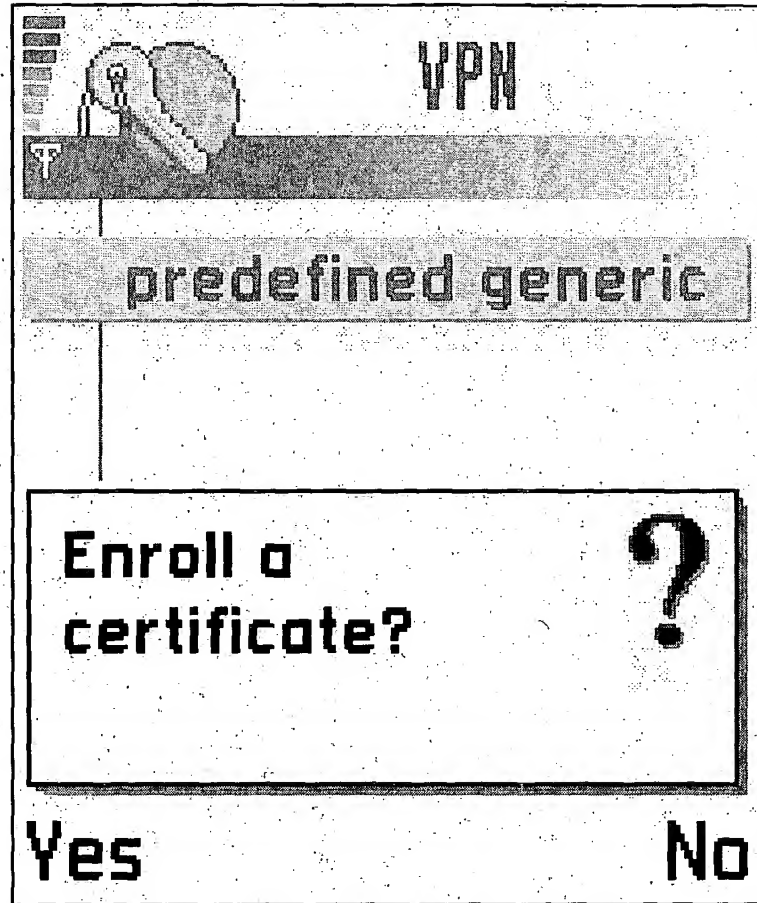 VPN
predefined generic
Enroll a
certificate?
Yes
No